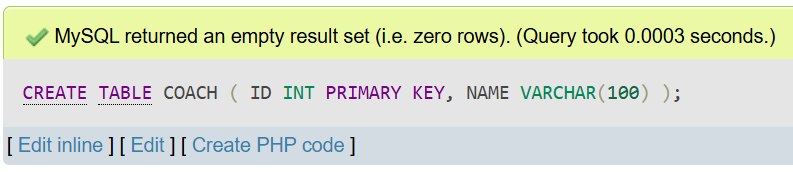 MySQL returned an empty result set (i.e. zero rows). (Query took 0.0003 seconds.)
CREATE TABLE COACH ( ID INT PRIMARY KEY, NAME VARCHAR(100) );
[ Edit inline ] [ Edit ] [ Create PHP code ]